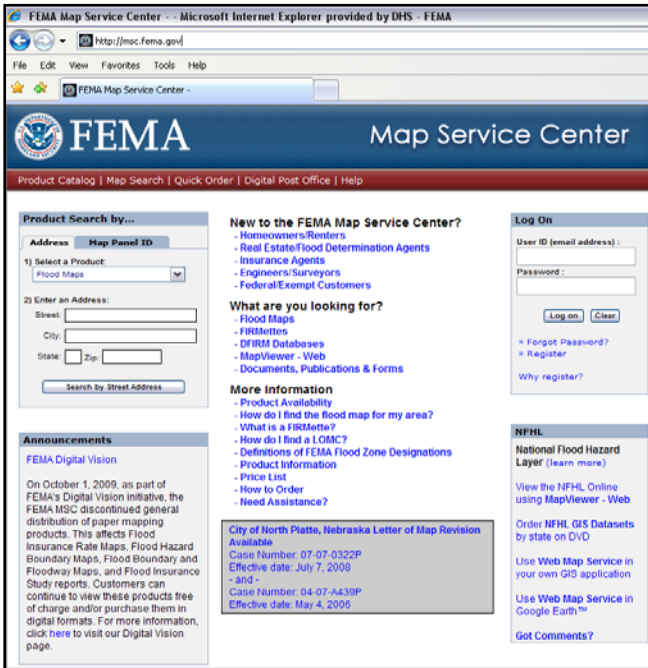 FEMA Map Service Center - - Microsoft Internet Explorer provided by DHS - FEMA
http://msc.fema.gov
File Edit View Favorites Tools Help
FEMA Map Service Center -
FEMA
Map Service Center
Product Catalog | Map Search | Quick Order | Digital Post Office | Help
Product Search by...
Address Map Panel ID
1) Select a Product:
Flood Maps
2) Enter an Address:
Street:
City:
State: Zip:
Search by Street Address
Announcements
FEMA Digital Vision
On October 1, 2009, as part of
FEMA's Digital Vision initiative, the
FEMA MSC discontinued general
distribution of paper mapping
products. This affects Flood
Insurance Rate Maps, Flood Hazard
Boundary Maps, Flood Boundary and
Floodway Maps, and Flood Insurance
Study reports. Customers can
continue to view these products free
of charge and/or purchase them in
digital formats. For more information,
click here to visit our Digital Vision
page.
New to the FEMA Map Service Center?
- Homeowners/Renters
- Real Estate/Flood Determination Agents
- Insurance Agents
- Engineers/Surveyors
- Federal/Exempt Customers
What are you looking for?
- Flood Maps
- FIRMettes
- DFIRM Databases
- MapViewer - Web
- Documents, Publications & Forms
More Information
- Product Availability
- How do I find the flood map for my area?
- What is a FIRMette?
- How do I find a LOMC?
- Definitions of FEMA Flood Zone Designations
- Product Information
- Price List
- How to Order
- Need Assistance?
City of North Platte, Nebraska Letter of Map Revision
Available
Case Number: 07-07-0322P
Effective date: July 7, 2008
- and -
Case Number: 04-07-A439P
Effective date: May 4, 2006
Log On
User ID (email address) :
Password :
Log on Clear
» Forgot Password?
» Register
Why register?
NFHL
National Flood Hazard
Layer (learn more)
View the NFHL Online
using MapViewer - Web
Order NFHL GIS Datasets
by state on DVD
Use Web Map Service in
your own GIS application
Use Web Map Service in
Google Earth™
Got Comments?